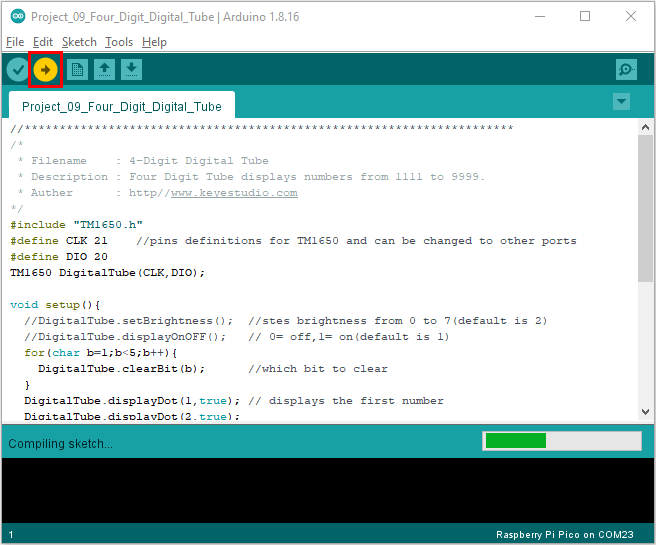 Project_09_Four_Digit_Digital_Tube | Arduino 1.8.16
File Edit Sketch Tools Help
Project_09_Four_Digit_Digital_Tube
//**********************************************************************
/*
 * Filename    : 4-Digit Digital Tube
 * Description : Four Digit Tube displays numbers from 1111 to 9999.
 * Auther      : http//www.keyestudio.com
*/
#include "TM1650.h"
#define CLK 21    //pins definitions for TM1650 and can be changed to other ports
#define DIO 20
TM1650 DigitalTube(CLK,DIO);
void setup(){
  //DigitalTube.setBrightness();  //stes brightness from 0 to 7(default is 2)
  //DigitalTube.displayOnOFF();   // 0= off,1= on(default is 1)
  for(char b=1;b<5;b++){
    DigitalTube.clearBit(b);      //which bit to clear
  }
  DigitalTube.displayDot(1,true); // displays the first number
  DigitalTube.displayDot(2,true);
Compiling sketch...
1
Raspberry Pi Pico on COM23